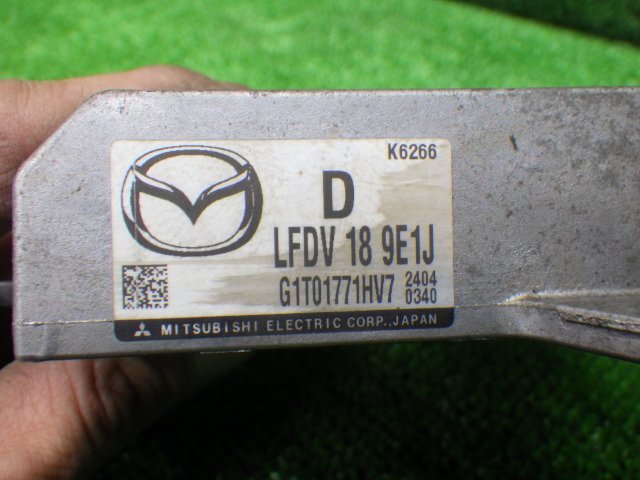 K6266
D
LFDV 18 9E1J
G1T01771HV7 2404
0340
MITSUBISHI ELECTRIC CORP., JAPAN